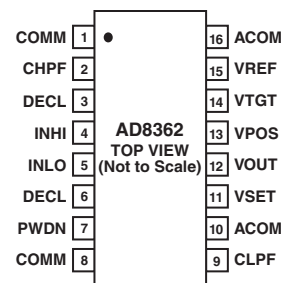 COMM 1 16 ACOM
CHPF 2 15 VREF
DECL 3 14 VTGT
INHI 4 AD8362 13 VPOS
TOP VIEW
INLO 5 (Not to Scale) 12 VOUT
DECL 6 11 VSET
PWDN 7 10 ACOM
COMM 8 9 CLPF